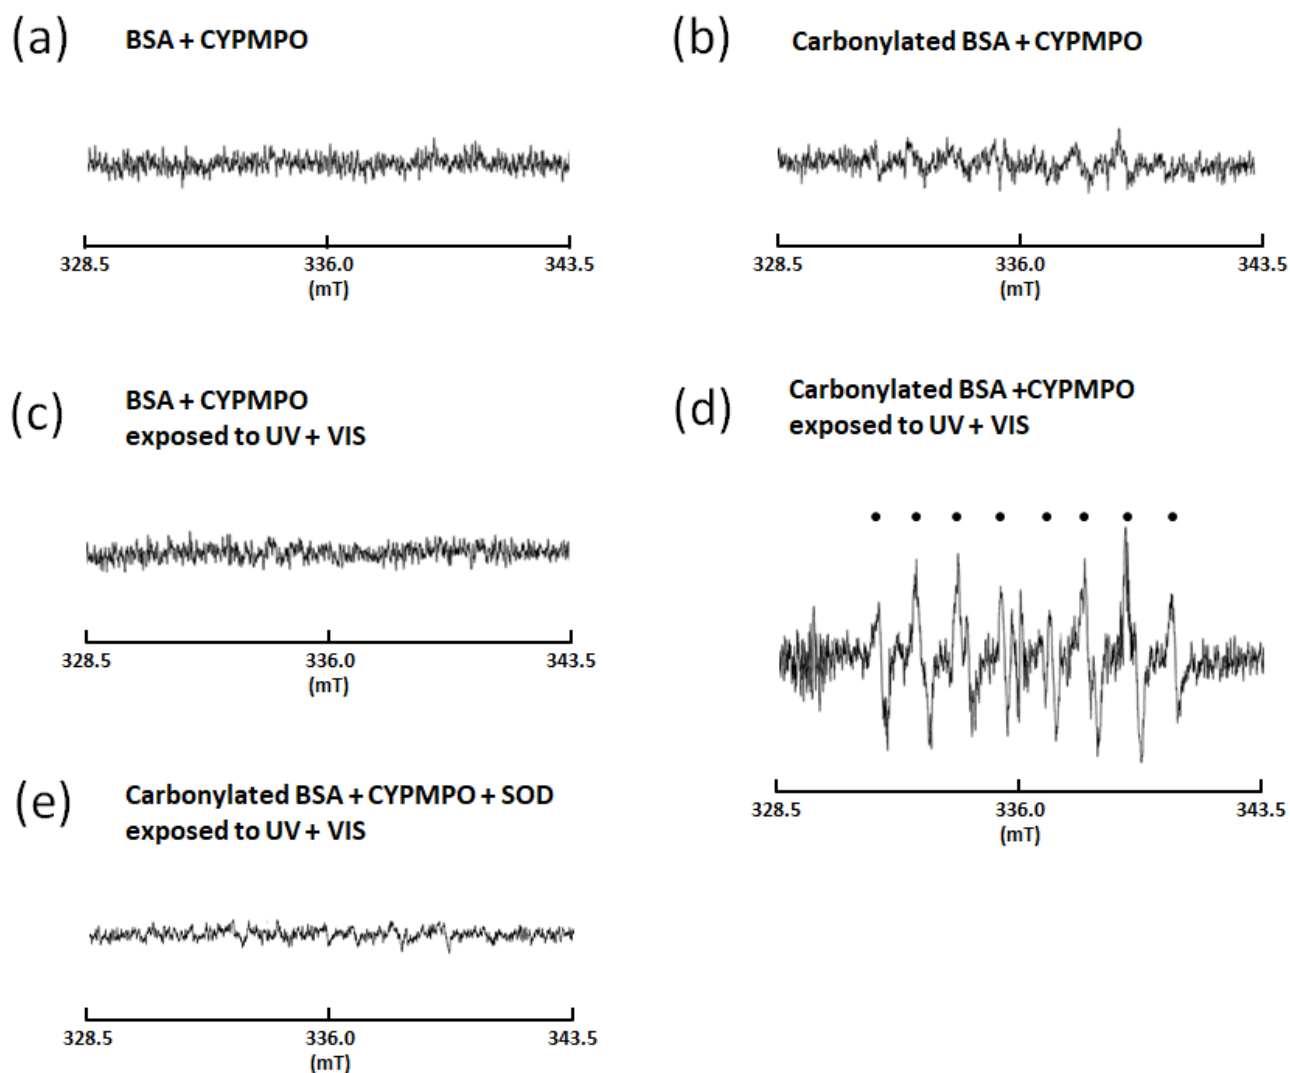 (a)
BSA + CYPMPO
328.5 336.0 343.5
(mT)
(b)
Carbonylated BSA + CYPMPO
328.5 336.0 343.5
(mT)
(c)
BSA + CYPMPO
exposed to UV + VIS
328.5 336.0 343.5
(mT)
(d)
Carbonylated BSA +CYPMPO
exposed to UV + VIS
328.5 336.0 343.5
(mT)
(e)
Carbonylated BSA + CYPMPO + SOD
exposed to UV + VIS
328.5 336.0 343.5
(mT)